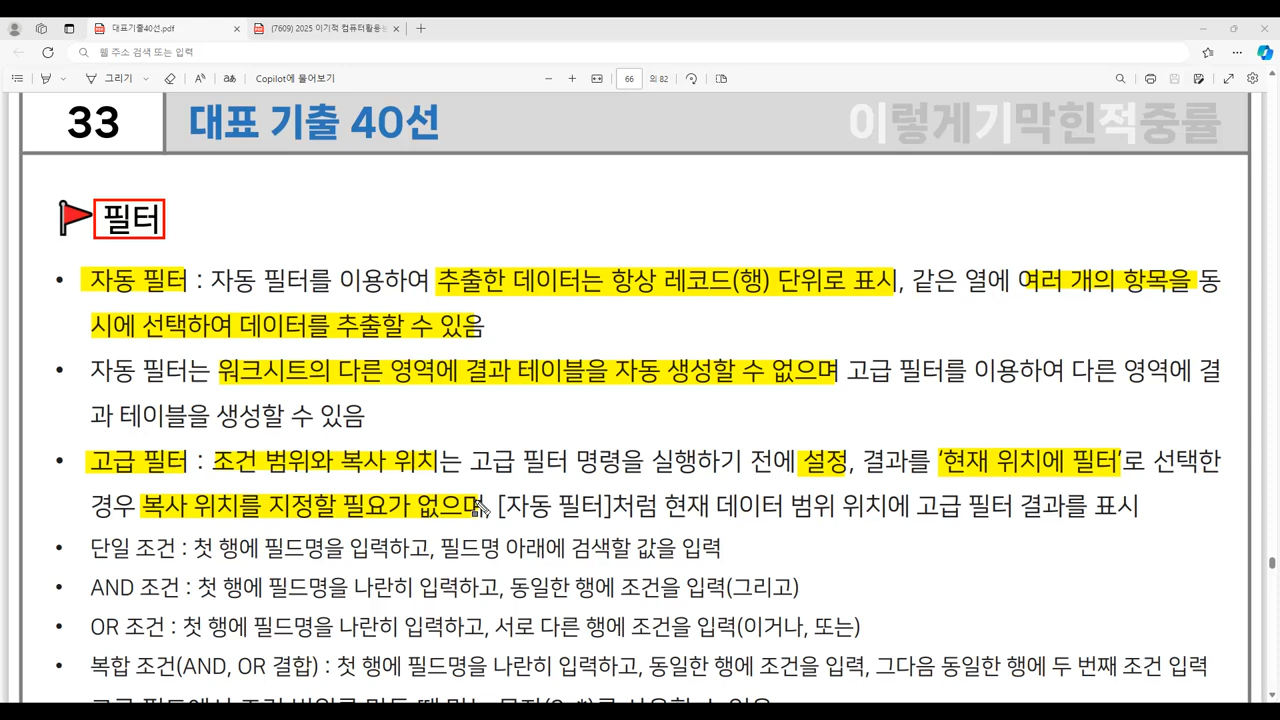 대표기출40선.pdf
(7609) 2025 이기적 컴퓨터활용능
웹 주소 검색 또는 입력
그리기
가あ
Copilot에 물어보기
66
외 82
33
대표 기출 40선
이렇게기막힌적중률
필터
• 자동 필터 : 자동 필터를 이용하여 추출한 데이터는 항상 레코드(행) 단위로 표시, 같은 열에 여러 개의 항목을 동
시에 선택하여 데이터를 추출할 수 있음
• 자동 필터는 워크시트의 다른 영역에 결과 테이블을 자동 생성할 수 없으며 고급 필터를 이용하여 다른 영역에 결
과 테이블을 생성할 수 있음
• 고급 필터 : 조건 범위와 복사 위치는 고급 필터 명령을 실행하기 전에 설정, 결과를 ‘현재 위치에 필터’로 선택한
경우 복사 위치를 지정할 필요가 없으며, [자동 필터]처럼 현재 데이터 범위 위치에 고급 필터 결과를 표시
• 단일 조건 : 첫 행에 필드명을 입력하고, 필드명 아래에 검색할 값을 입력
• AND 조건 : 첫 행에 필드명을 나란히 입력하고, 동일한 행에 조건을 입력(그리고)
• OR 조건 : 첫 행에 필드명을 나란히 입력하고, 서로 다른 행에 조건을 입력(이거나, 또는)
• 복합 조건(AND, OR 결합) : 첫 행에 필드명을 나란히 입력하고, 동일한 행에 조건을 입력, 그다음 동일한 행에 두 번째 조건 입력